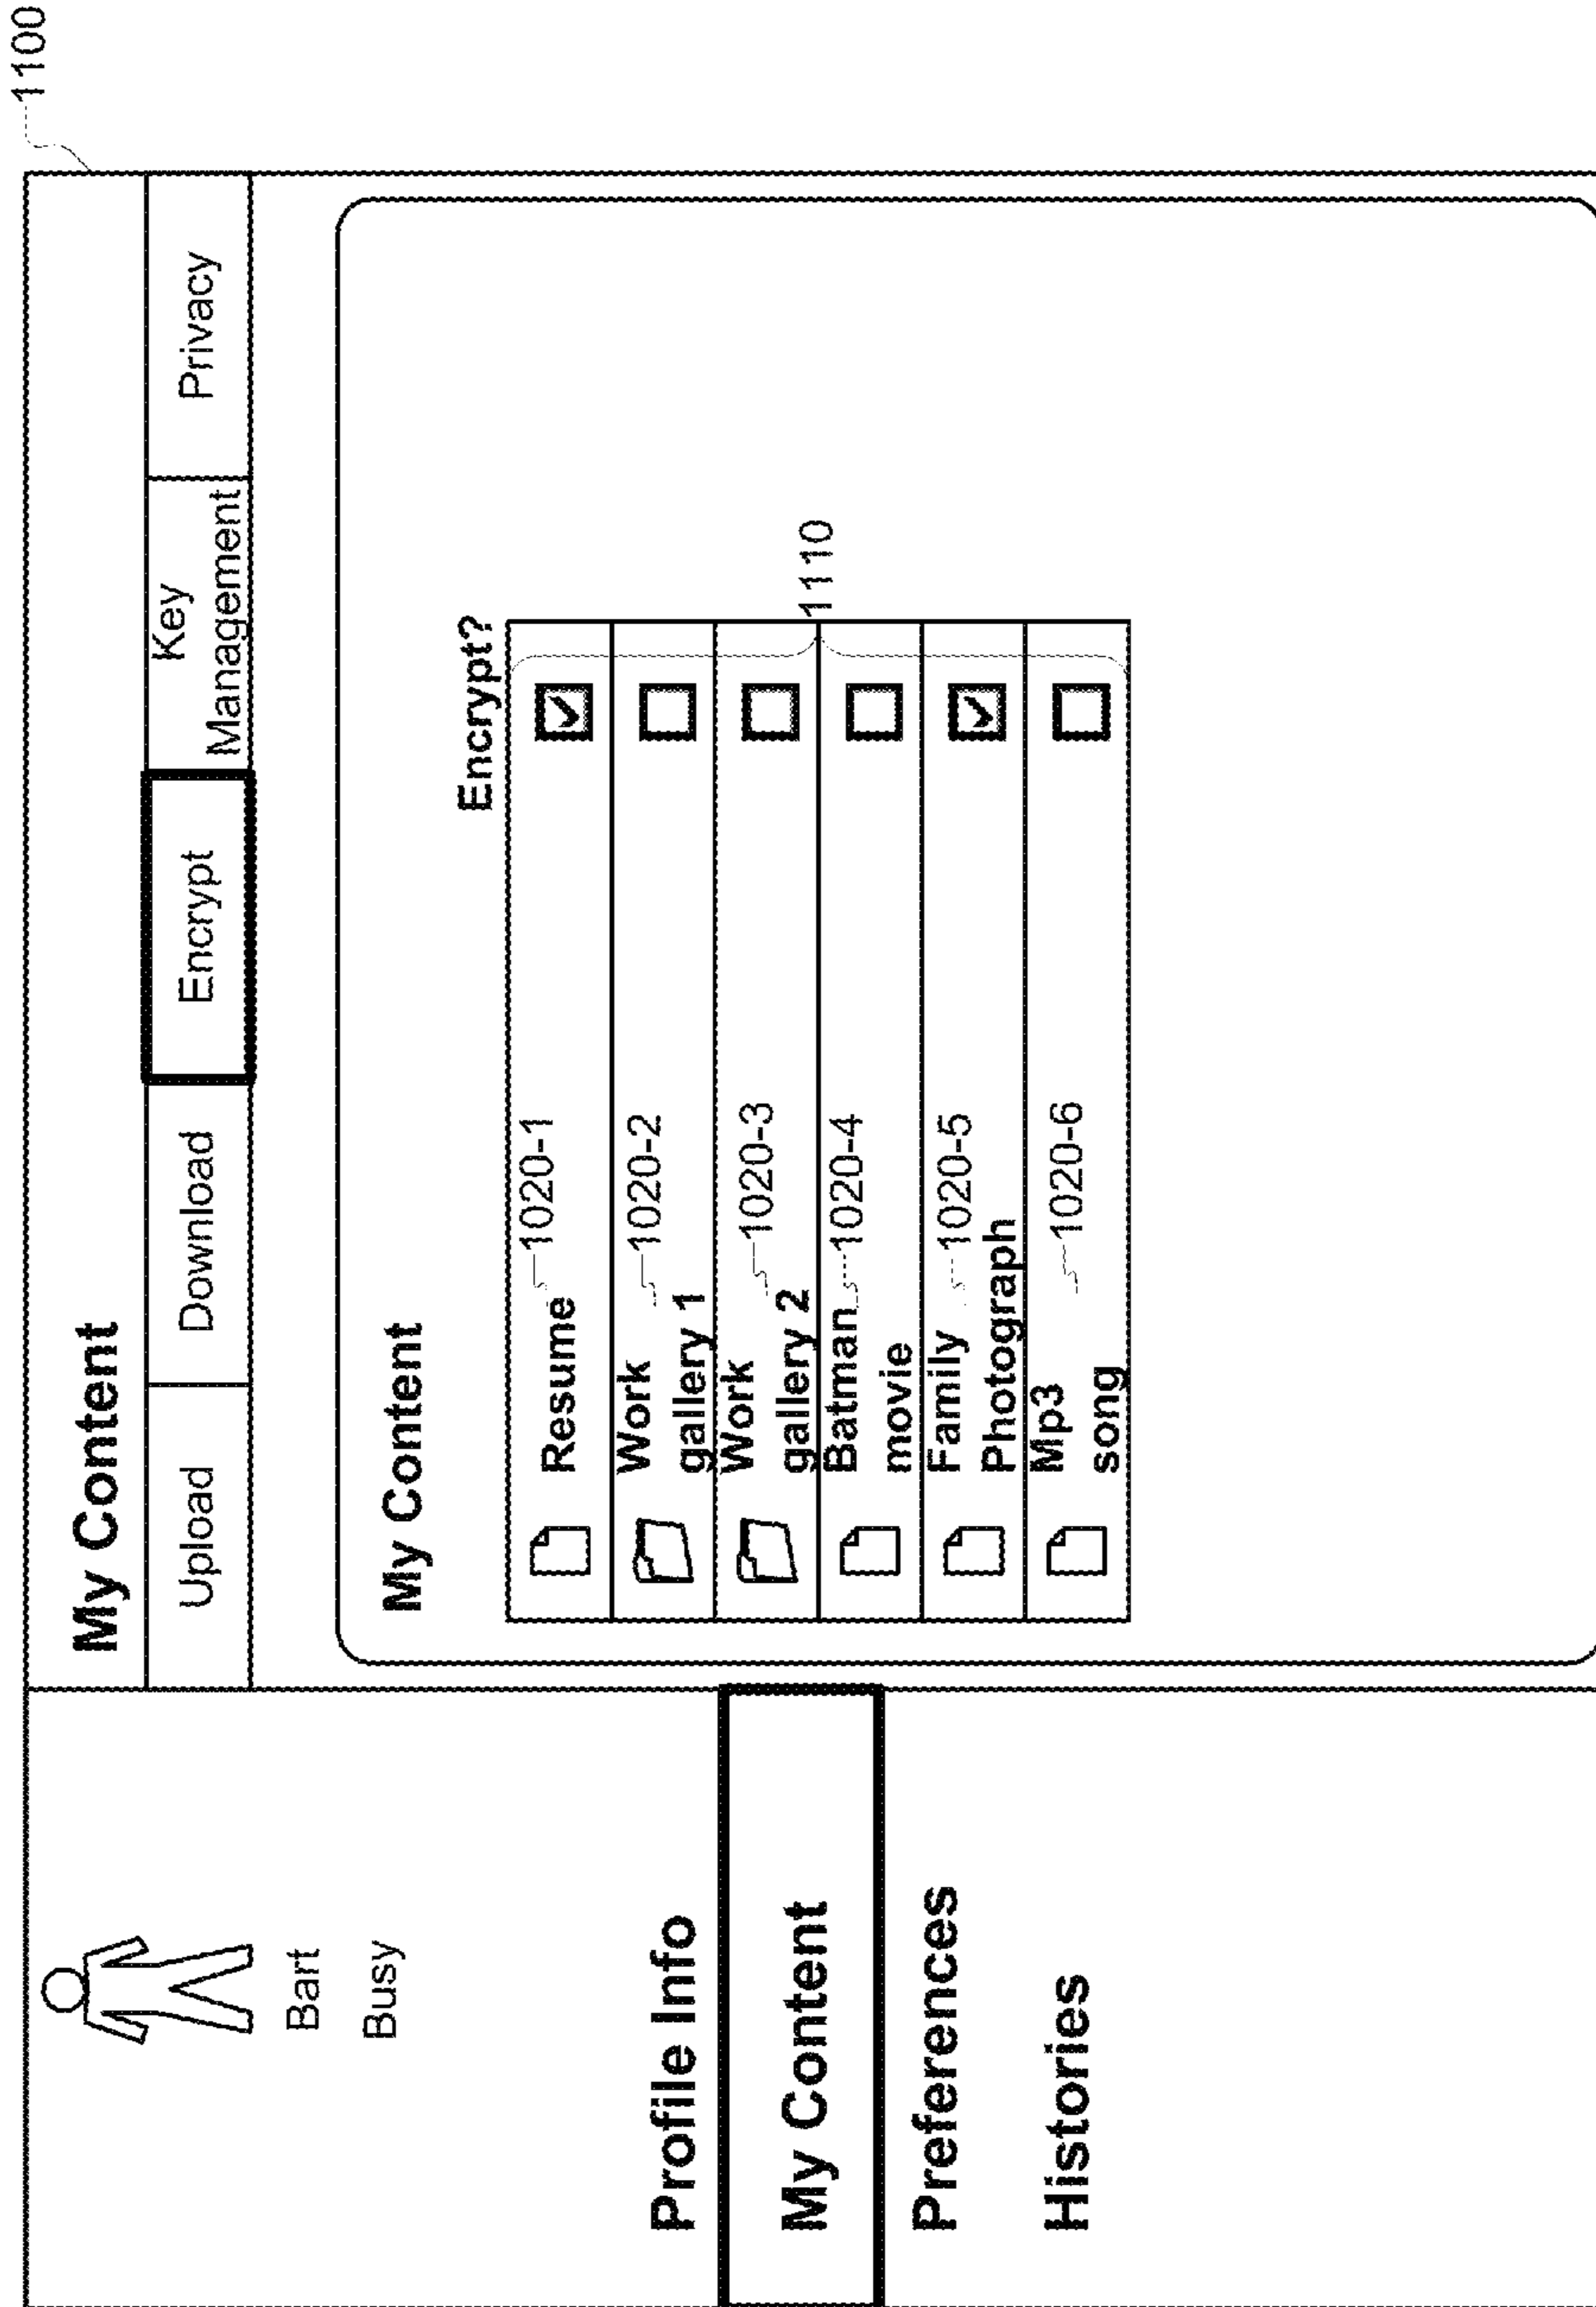 1100
Bart
Busy
Profile Info
My Content
Preferences
Histories
My Content
Upload
Download
Encrypt
Key
Management
Privacy
My Content
Encrypt?
Resume 1020-1
Work 1020-2
gallery 1
Work 1020-3
gallery 2
Batman 1020-4
movie
Family 1020-5
Photograph
Mp3 1020-6
song
1110